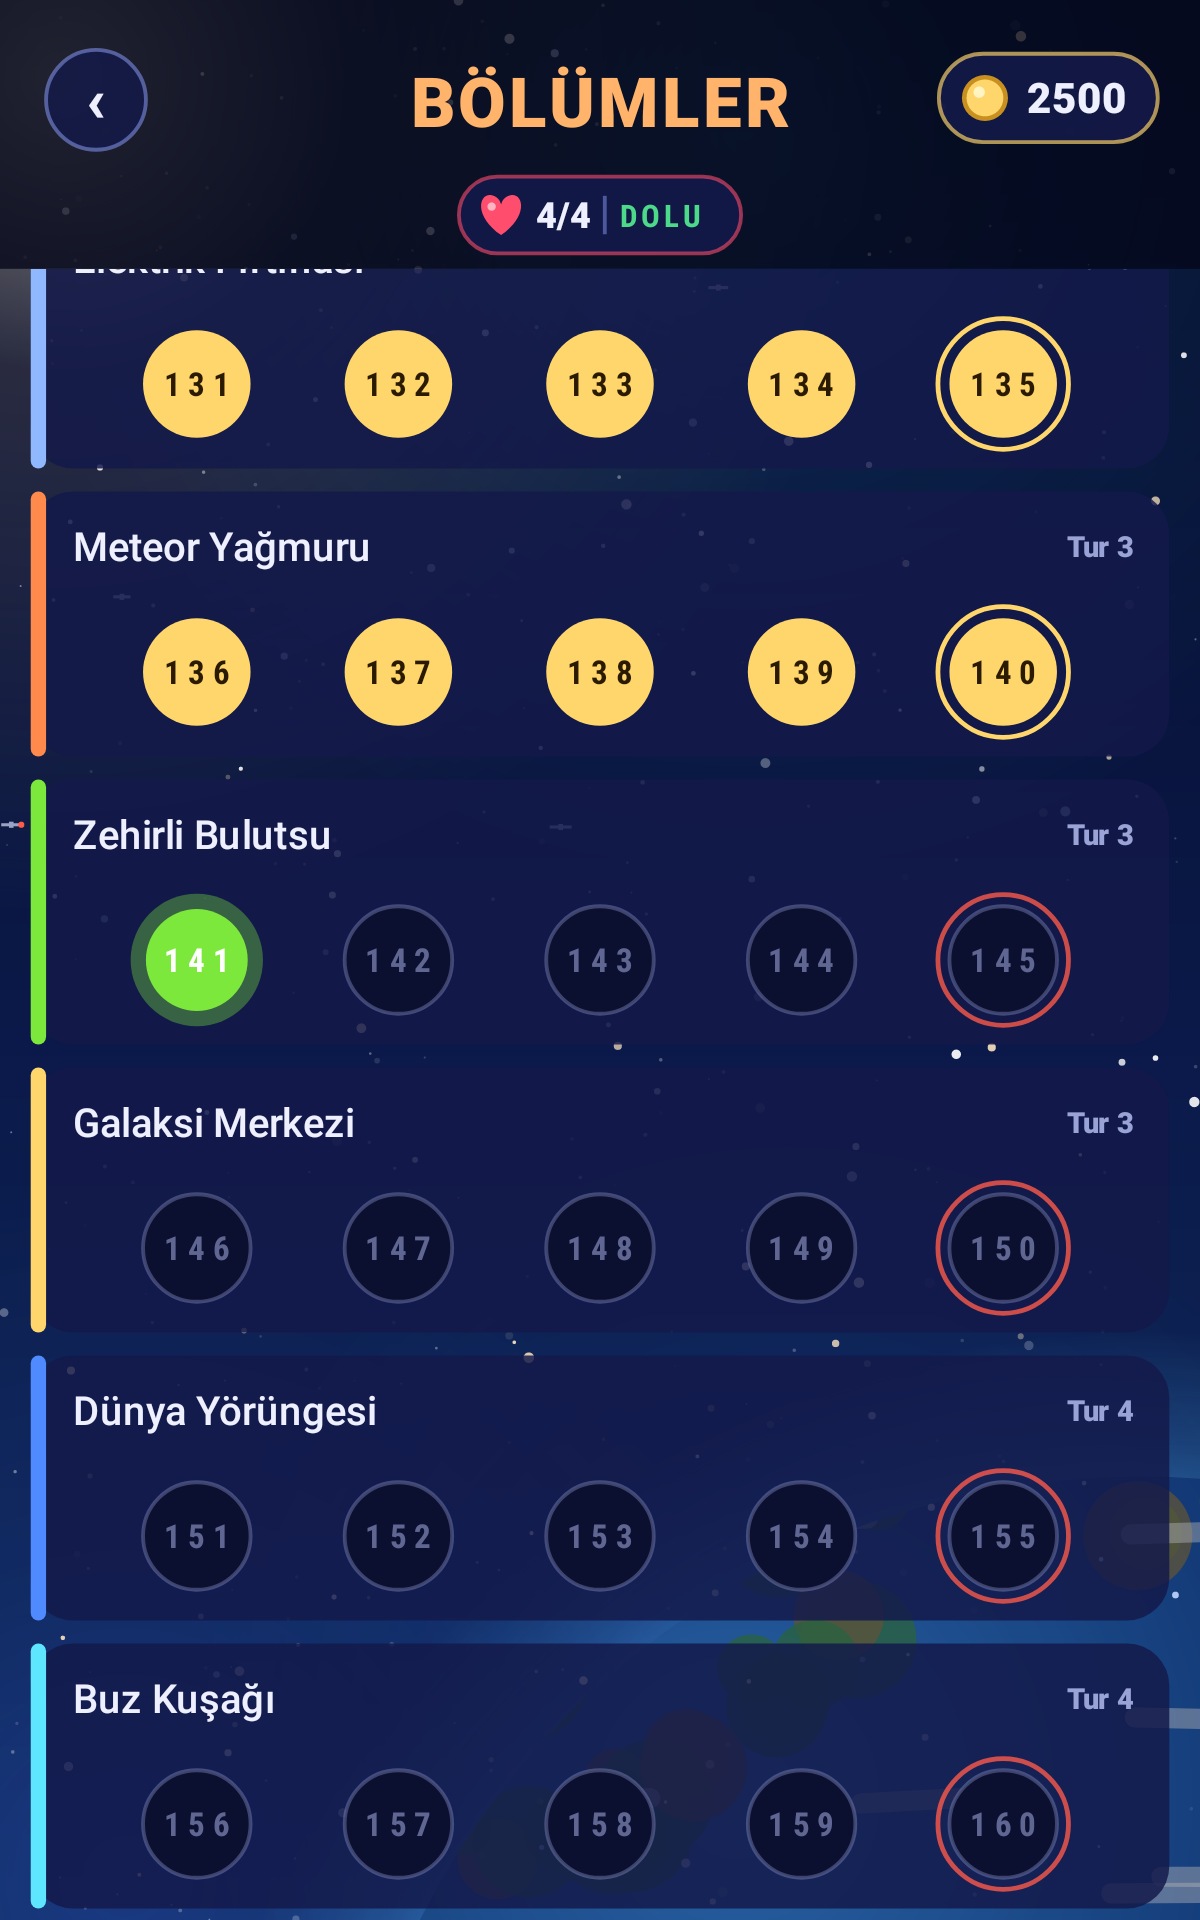 ‹
BÖLÜMLER
2500
4/4 | DOLU
131 132 133 134 135
Meteor Yağmuru
Tur 3
136 137 138 139 140
Zehirli Bulutsu
Tur 3
141 142 143 144 145
Galaksi Merkezi
Tur 3
146 147 148 149 150
Dünya Yörüngesi
Tur 4
151 152 153 154 155
Buz Kuşağı
Tur 4
156 157 158 159 160